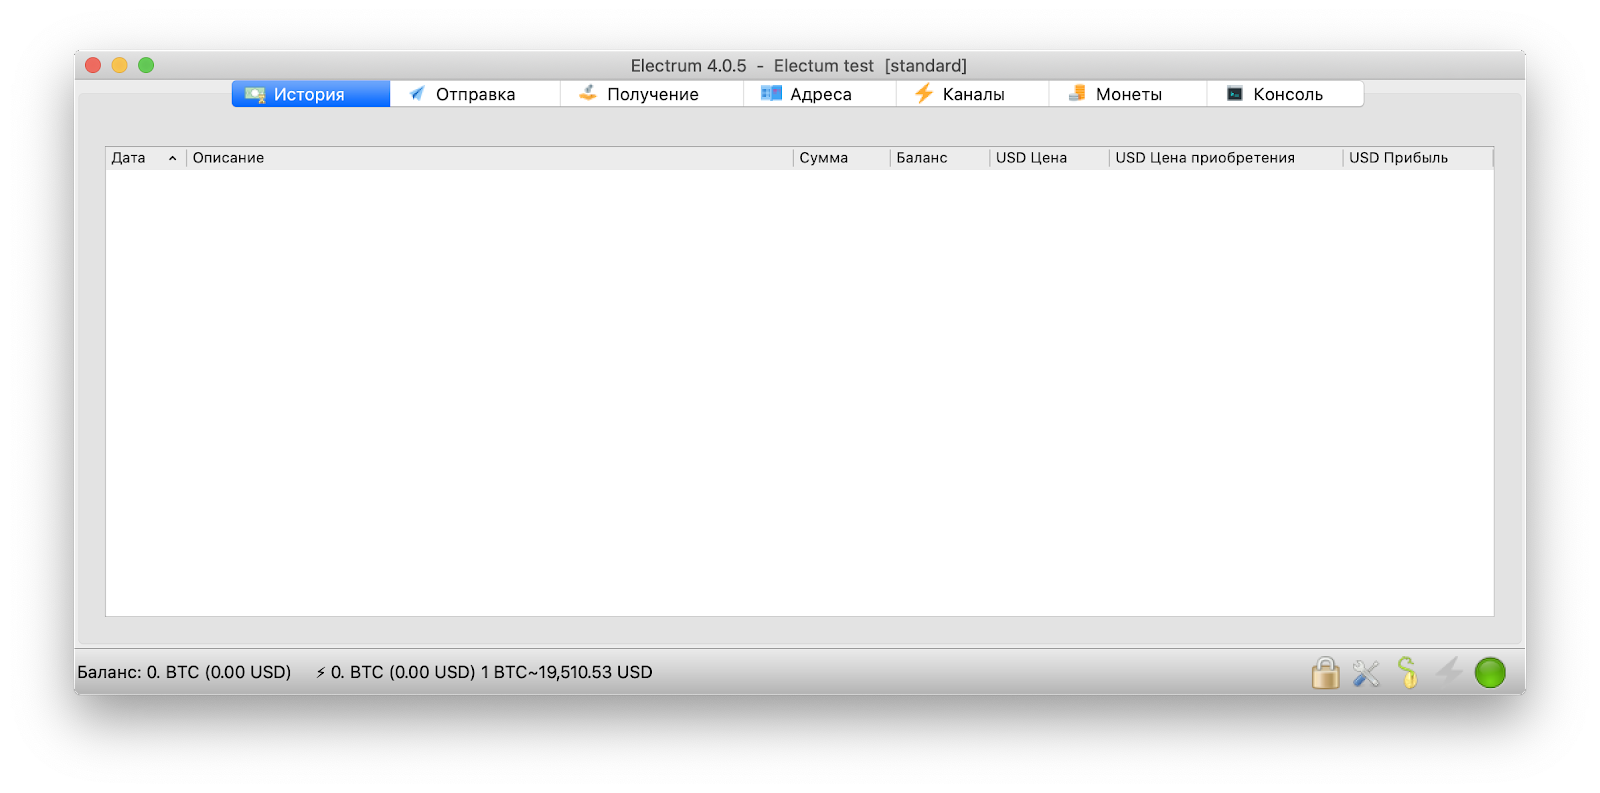 Electrum 4.0.5 - Electum test [standard]
История Отправка Получение Адреса Каналы Монеты Консоль
Дата Описание Сумма Баланс USD Цена USD Цена приобретения USD Прибыль
Баланс: 0. BTC (0.00 USD) ⚡ 0. BTC (0.00 USD) 1 BTC~19,510.53 USD